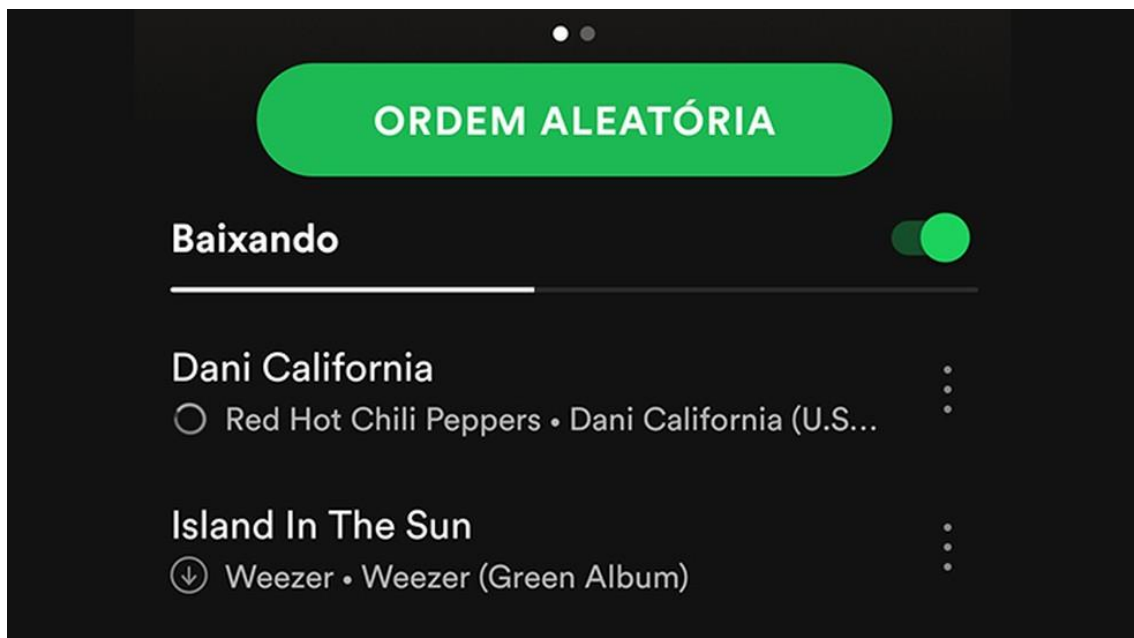 ORDEM ALEATÓRIA
Baixando
Dani California
Red Hot Chili Peppers • Dani California (U.S...
Island In The Sun
Weezer • Weezer (Green Album)